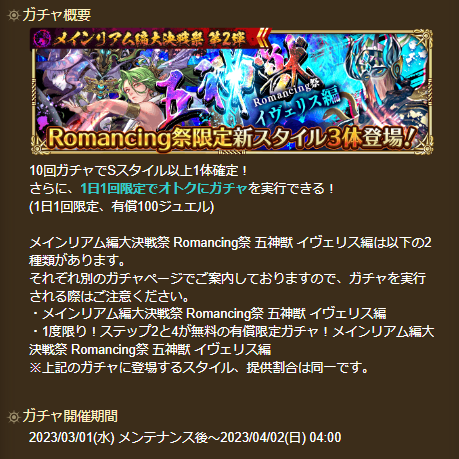 ガチャ概要
メインリアム編大決戦祭 第2弾
五神獣
Romancing祭
イヴェリス編
Romancing祭限定新スタイル3体登場!
10回ガチャでSスタイル以上1体確定！
さらに、1日1回限定でオトクにガチャを実行できる！
(1日1回限定、有償100ジュエル)
メインリアム編大決戦祭 Romancing祭 五神獣 イヴェリス編は以下の2
種類があります。
それぞれ別のガチャページでご案内しておりますので、ガチャを実行
される際はご注意ください。
・メインリアム編大決戦祭 Romancing祭 五神獣 イヴェリス編
・1度限り！ステップ2と4が無料の有償限定ガチャ！メインリアム編大
決戦祭 Romancing祭 五神獣 イヴェリス編
※上記のガチャに登場するスタイル、提供割合は同一です。
ガチャ開催期間
2023/03/01(水) メンテナンス後～2023/04/02(日) 04:00